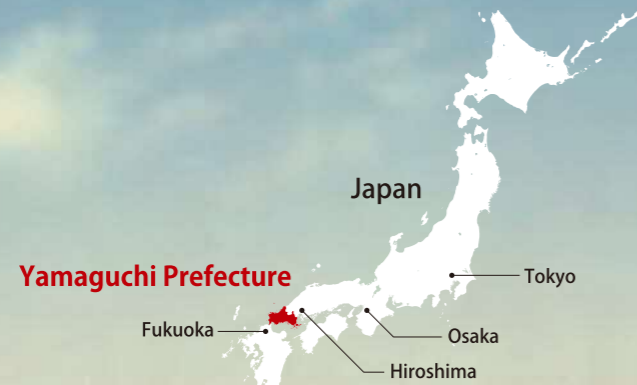 Japan
Yamaguchi Prefecture
Tokyo
Fukuoka
Osaka
Hiroshima